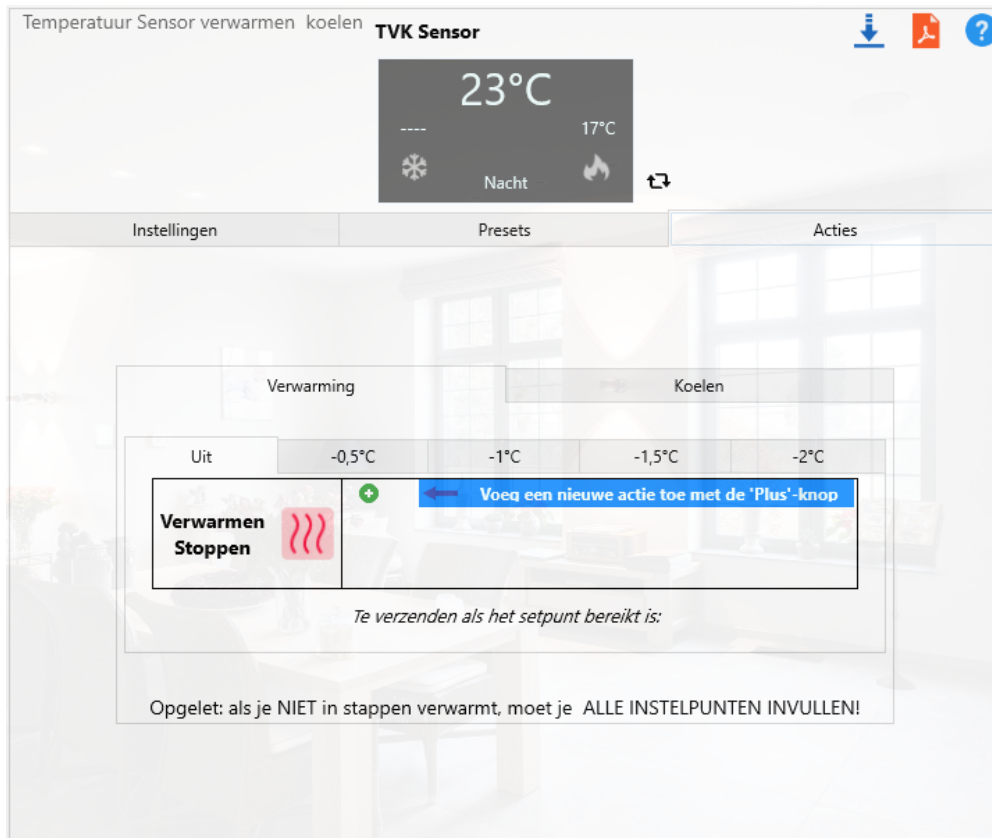 Temperatuur Sensor verwarmen koelen
TVK Sensor
?
23°C
---- 17°C
Nacht
Instellingen Presets Acties
Verwarming Koelen
Uit -0,5°C -1°C -1,5°C -2°C
Voeg een nieuwe actie toe met de 'Plus'-knop
Verwarmen
Stoppen
Te verzenden als het setpunt bereikt is:
Opgelet: als je NIET in stappen verwarmt, moet je ALLE INSTELPUNTEN INVULLEN!